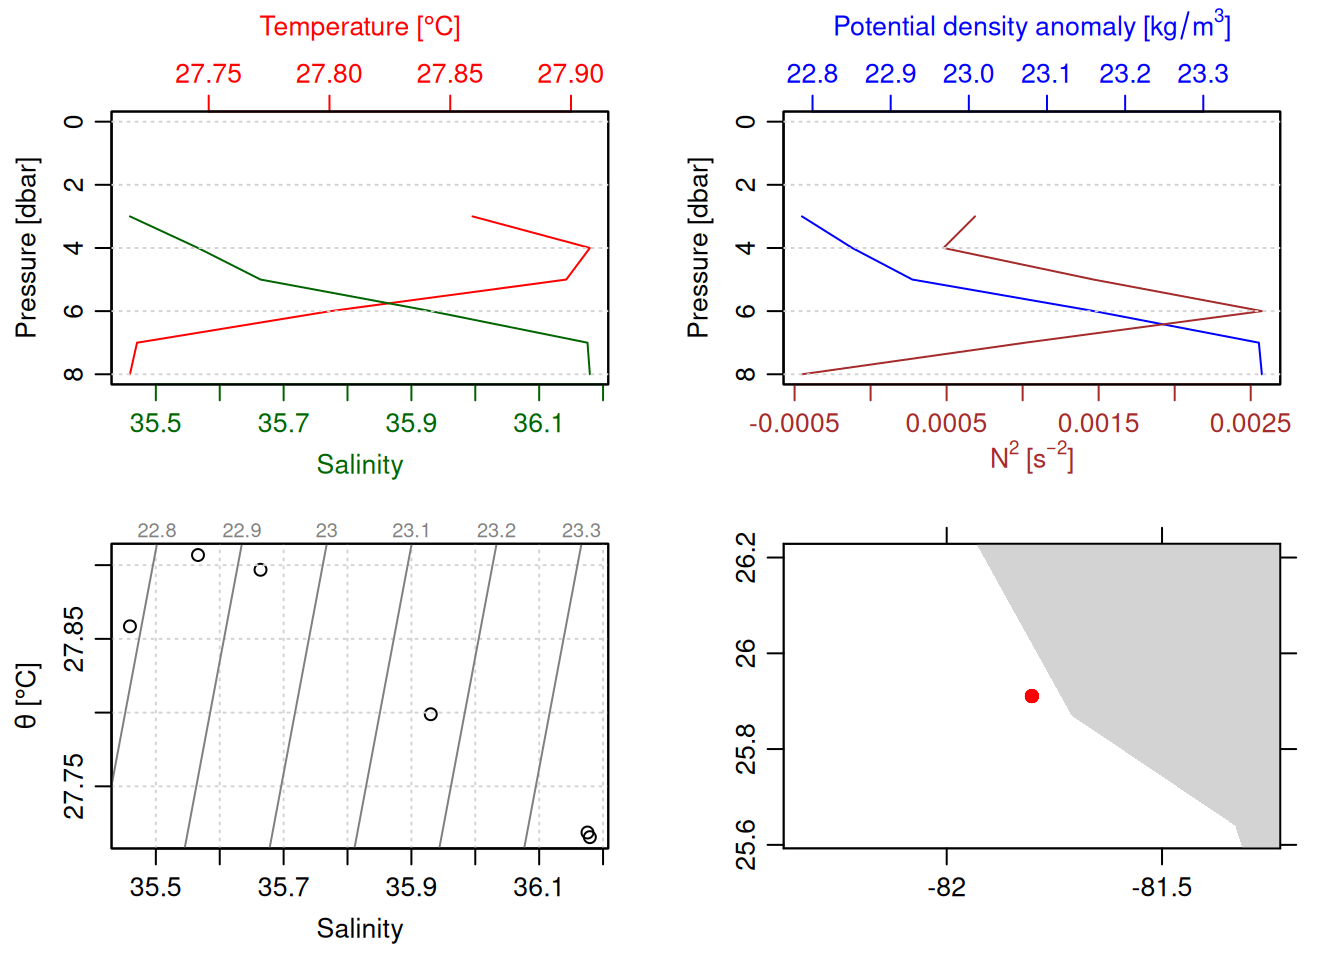 Temperature [°C]
27.75 27.80 27.85 27.90
Pressure [dbar]
0
2
4
6
8
35.5 35.7 35.9 36.1
Salinity
Potential density anomaly [kg/m³]
22.8 22.9 23.0 23.1 23.2 23.3
Pressure [dbar]
0
2
4
6
8
-0.0005 0.0005 0.0015 0.0025
N² [s⁻²]
22.8 22.9 23 23.1 23.2 23.3
θ [°C]
27.85
27.75
35.5 35.7 35.9 36.1
Salinity
26.2
26
25.8
25.6
-82 -81.5